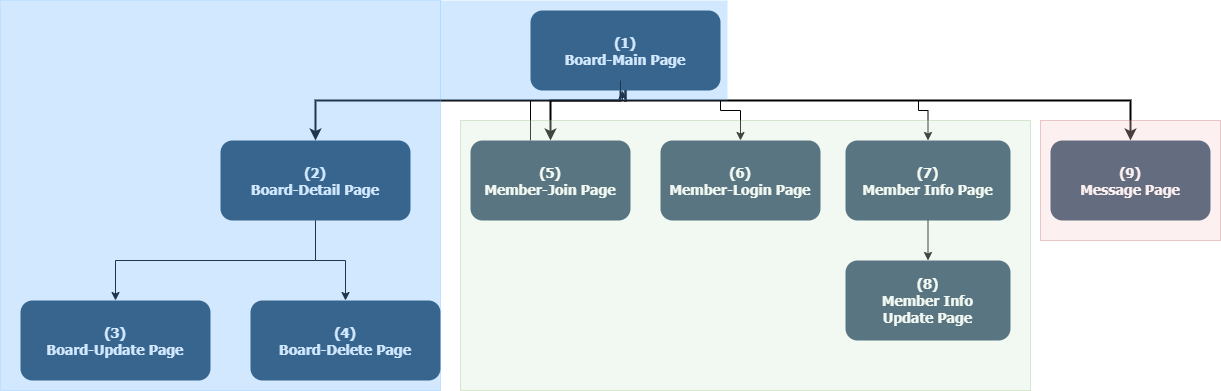 (1)
Board-Main Page
(2)
Board-Detail Page
(5)
Member-Join Page
(6)
Member-Login Page
(7)
Member Info Page
(9)
Message Page
(3)
Board-Update Page
(4)
Board-Delete Page
(8)
Member Info
Update Page